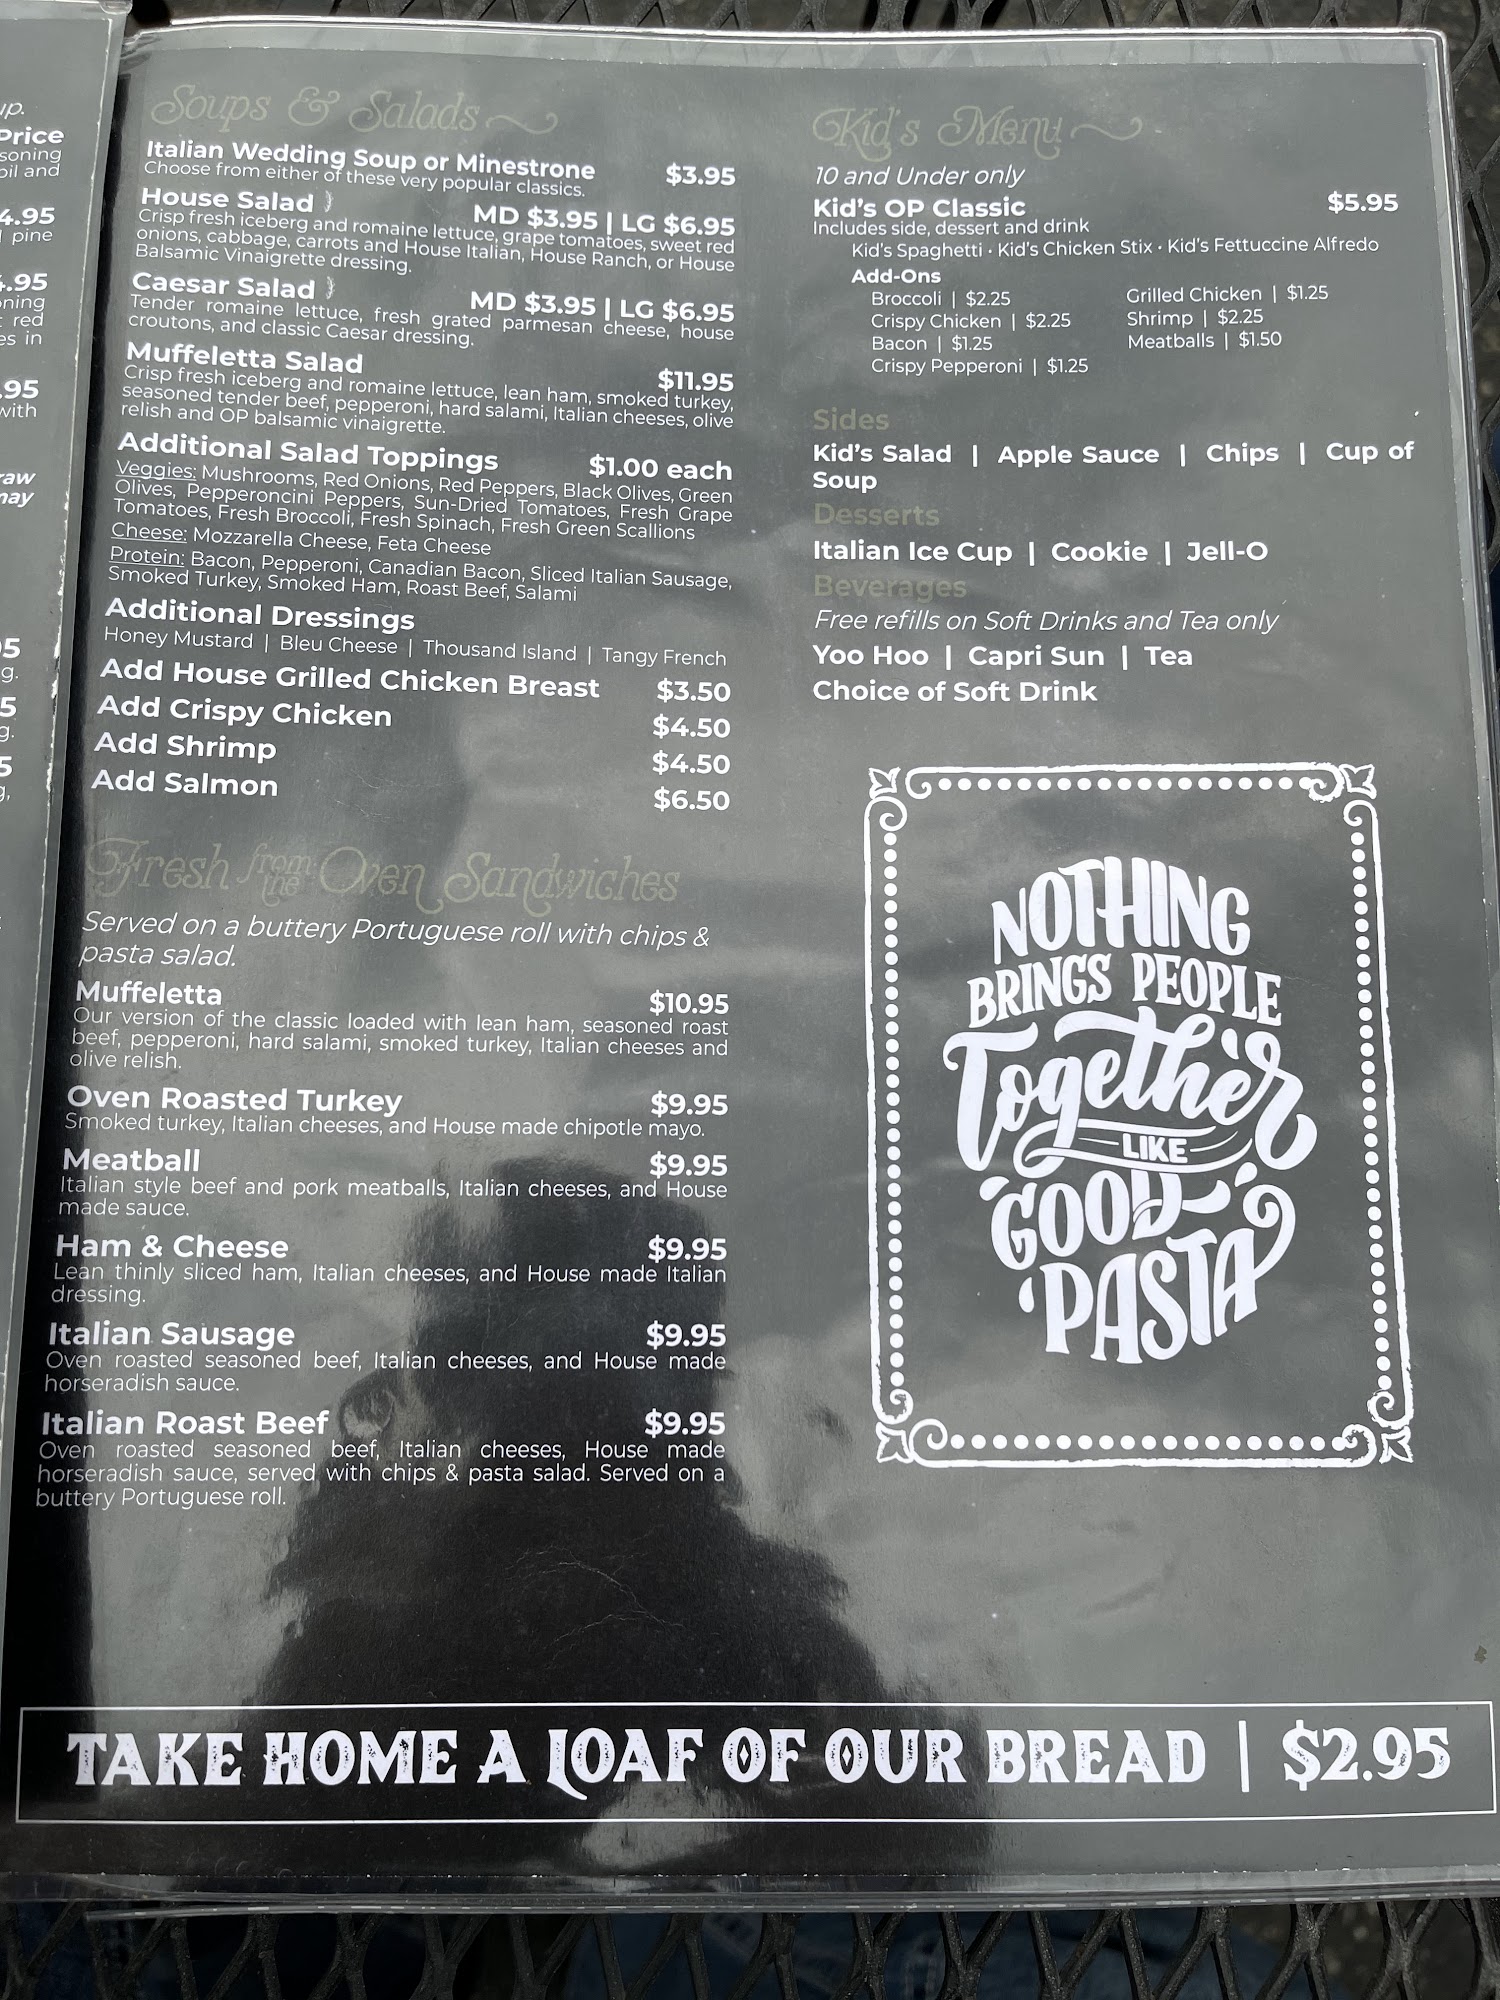 up.
Price
soning
oil and
4.95
pine
.95
ning
red
es in
.95
with
raw
may
5
g.
5
g.
5
g,
Soups & Salads
Italian Wedding Soup or Minestrone $3.95
Choose from either of these very popular classics.
House Salad MD $3.95 | LG $6.95
Crisp fresh iceberg and romaine lettuce, grape tomatoes, sweet red
onions, cabbage, carrots and House Italian, House Ranch, or House
Balsamic Vinaigrette dressing.
Caesar Salad MD $3.95 | LG $6.95
Tender romaine lettuce, fresh grated parmesan cheese, house
croutons, and classic Caesar dressing.
Muffeletta Salad $11.95
Crisp fresh iceberg and romaine lettuce, lean ham, smoked turkey,
seasoned tender beef, pepperoni, hard salami, Italian cheeses, olive
relish and OP balsamic vinaigrette.
Additional Salad Toppings $1.00 each
Veggies: Mushrooms, Red Onions, Red Peppers, Black Olives, Green
Olives, Pepperoncini Peppers, Sun-Dried Tomatoes, Fresh Grape
Tomatoes, Fresh Broccoli, Fresh Spinach, Fresh Green Scallions
Cheese: Mozzarella Cheese, Feta Cheese
Protein: Bacon, Pepperoni, Canadian Bacon, Sliced Italian Sausage,
Smoked Turkey, Smoked Ham, Roast Beef, Salami
Additional Dressings
Honey Mustard | Bleu Cheese | Thousand Island | Tangy French
Add House Grilled Chicken Breast $3.50
Add Crispy Chicken $4.50
Add Shrimp $4.50
Add Salmon $6.50
Fresh from the Oven Sandwiches
Served on a buttery Portuguese roll with chips &
pasta salad.
Muffeletta $10.95
Our version of the classic loaded with lean ham, seasoned roast
beef, pepperoni, hard salami, smoked turkey, Italian cheeses and
olive relish.
Oven Roasted Turkey $9.95
Smoked turkey, Italian cheeses, and House made chipotle mayo.
Meatball $9.95
Italian style beef and pork meatballs, Italian cheeses, and House
made sauce.
Ham & Cheese $9.95
Lean thinly sliced ham, Italian cheeses, and House made Italian
dressing.
Italian Sausage $9.95
Oven roasted seasoned beef, Italian cheeses, and House made
horseradish sauce.
Italian Roast Beef $9.95
Oven roasted seasoned beef, Italian cheeses, House made
horseradish sauce, served with chips & pasta salad. Served on a
buttery Portuguese roll.
Kid's Menu
10 and Under only
Kid's OP Classic $5.95
Includes side, dessert and drink
Kid's Spaghetti · Kid's Chicken Stix · Kid's Fettuccine Alfredo
Add-Ons
Broccoli | $2.25 Grilled Chicken | $1.25
Crispy Chicken | $2.25 Shrimp | $2.25
Bacon | $1.25 Meatballs | $1.50
Crispy Pepperoni | $1.25
Sides
Kid's Salad | Apple Sauce | Chips | Cup of
Soup
Desserts
Italian Ice Cup | Cookie | Jell-O
Beverages
Free refills on Soft Drinks and Tea only
Yoo Hoo | Capri Sun | Tea
Choice of Soft Drink
NOTHING
BRINGS PEOPLE
Together
LIKE
GOOD
PASTA
TAKE HOME A LOAF OF OUR BREAD | $2.95